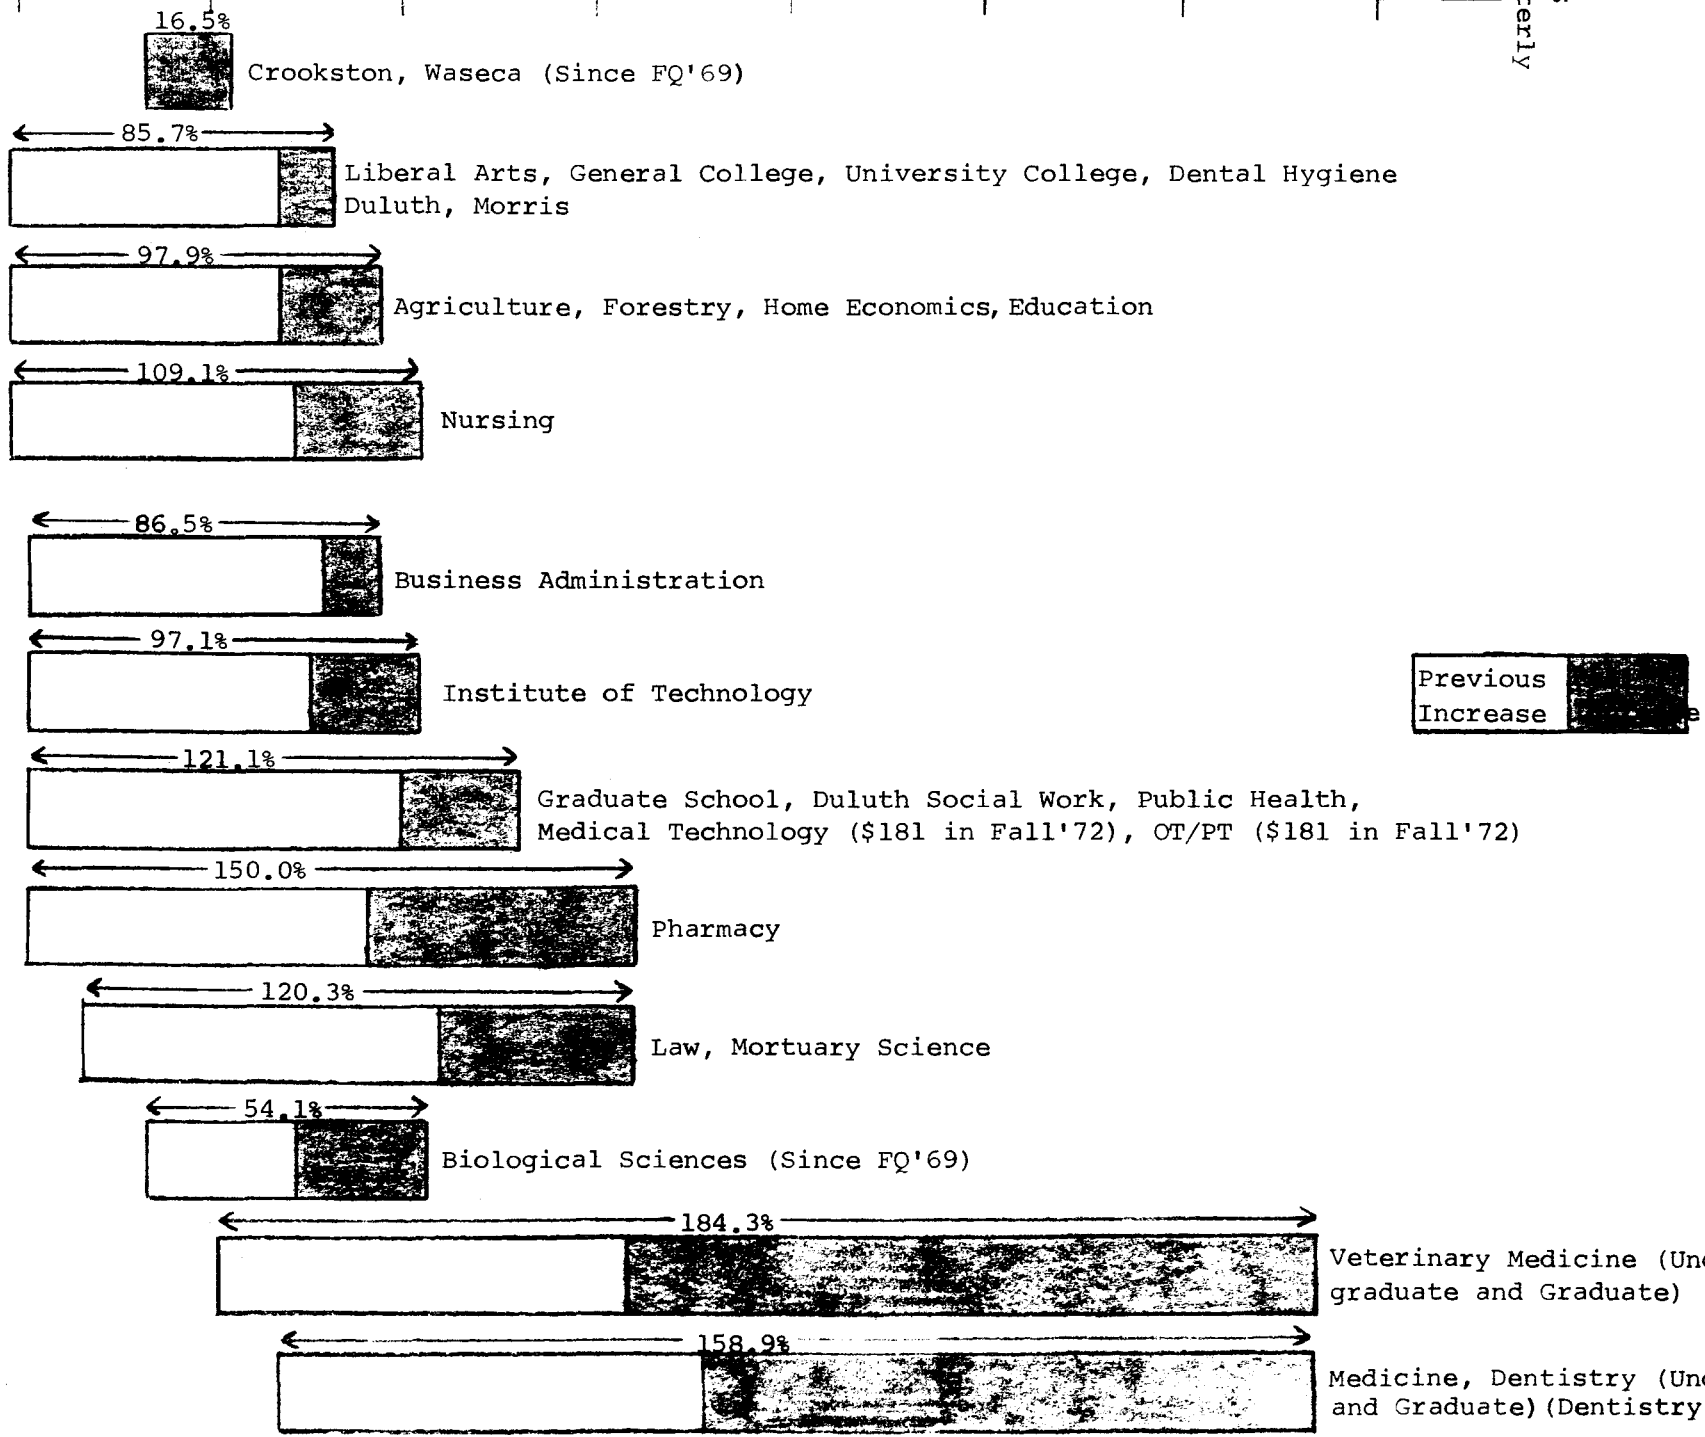 erly
16.5%
Crookston, Waseca (Since FQ'69)
85.7%
Liberal Arts, General College, University College, Dental Hygiene
Duluth, Morris
97.9%
Agriculture, Forestry, Home Economics, Education
109.1%
Nursing
86.5%
Business Administration
97.1%
Institute of Technology
Previous
Increase
121.1%
Graduate School, Duluth Social Work, Public Health,
Medical Technology ($181 in Fall'72), OT/PT ($181 in Fall'72)
150.0%
Pharmacy
120.3%
Law, Mortuary Science
54.1%
Biological Sciences (Since FQ'69)
184.3%
Veterinary Medicine (Un
graduate and Graduate)
158.9%
Medicine, Dentistry (Un
and Graduate) (Dentistry